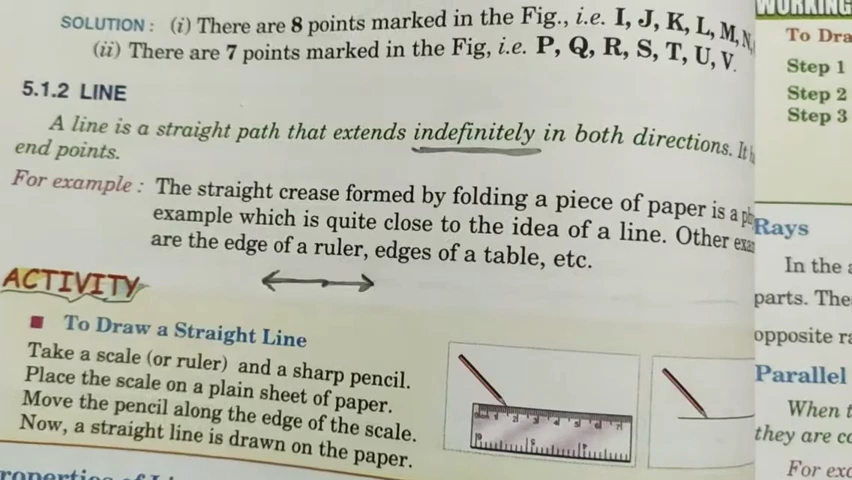 SOLUTION: (i) There are 8 points marked in the Fig., i.e. I, J, K, L, M, N,
(ii) There are 7 points marked in the Fig, i.e. P, Q, R, S, T, U, V.
5.1.2 LINE
A line is a straight path that extends indefinitely in both directions. It
end points.
For example : The straight crease formed by folding a piece of paper is a
example which is quite close to the idea of a line. Other
are the edge of a ruler, edges of a table, etc.
ACTIVITY
■ To Draw a Straight Line
Take a scale (or ruler) and a sharp pencil.
Place the scale on a plain sheet of paper.
Move the pencil along the edge of the scale.
Now, a straight line is drawn on the paper.
WORKING
To Dra
Step 1
Step 2
Step 3
Rays
In the
parts. The
opposite
Parallel
When
they are
For